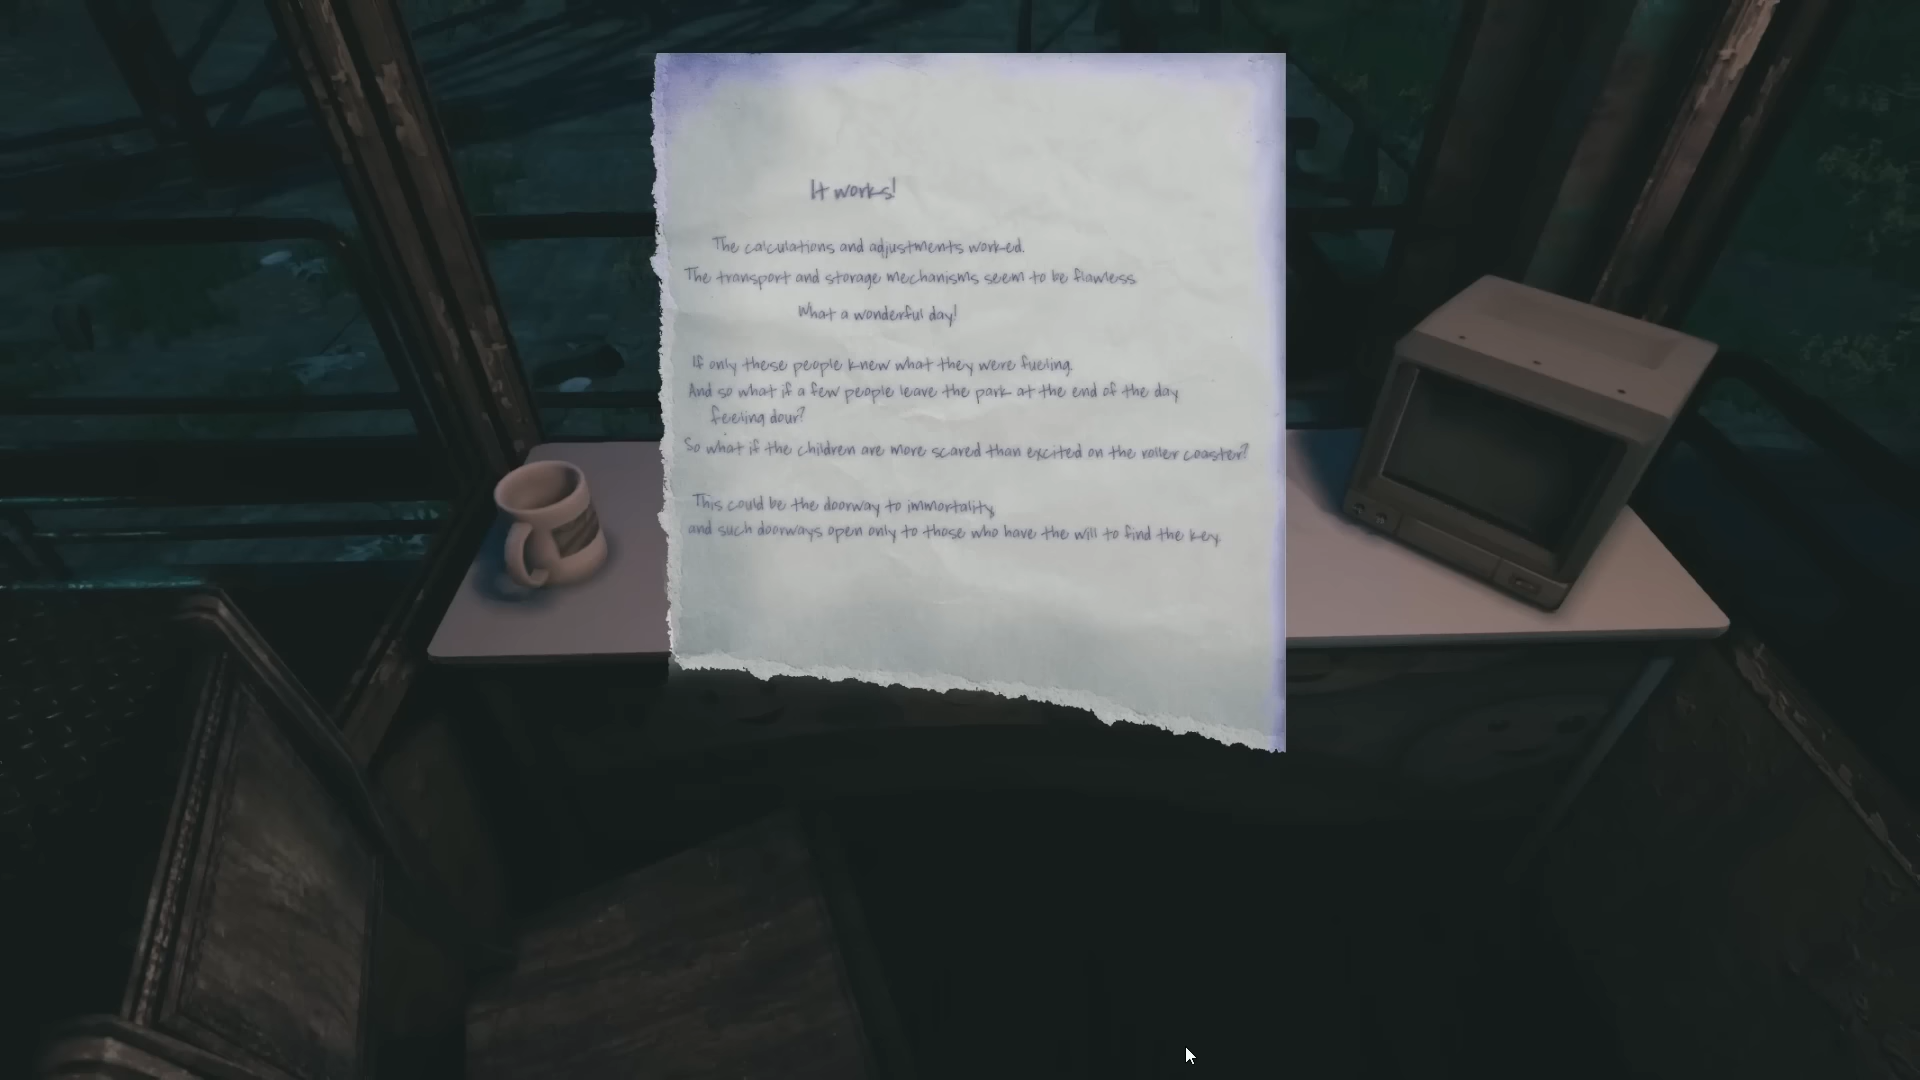 It works!
The calculations and adjustments worked.
The transport and storage mechanisms seem to be flawless.
What a wonderful day!
If only these people knew what they were fueling.
And so what if a few people leave the park at the end of the day
feeling dour?
So what if the children are more scared than excited on the roller coaster?
This could be the doorway to immortality,
and such doorways open only to those who have the will to find the key.